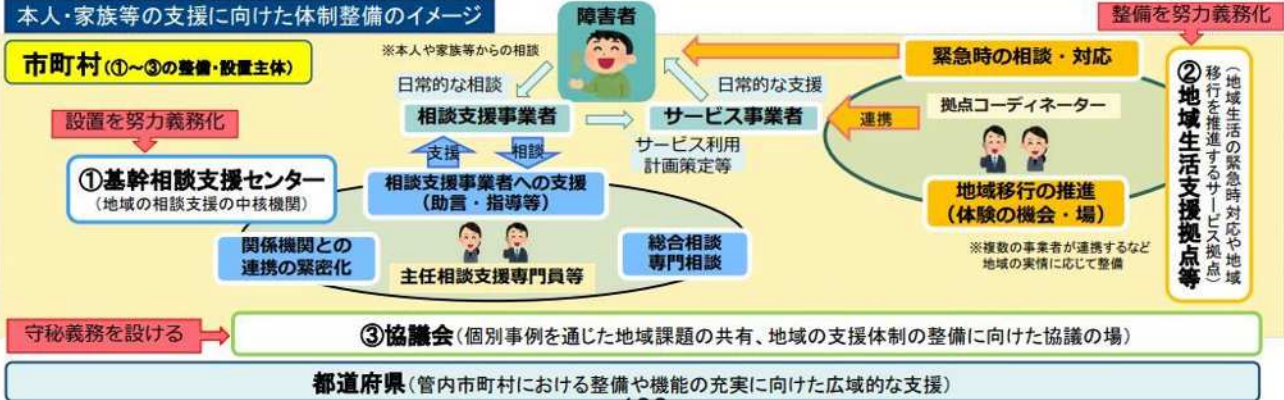 本人・家族等の支援に向けた体制整備のイメージ
障害者
整備を努力義務化
市町村(①~③の整備・設置主体)
※本人や家族等からの相談
緊急時の相談・対応
日常的な相談
日常的な支援
相談支援事業者
サービス事業者
連携
拠点コーディネーター
②地域生活支援拠点等
(地域生活の緊急時対応や地域
移行を推進するサービス拠点)
設置を努力義務化
支援
相談
サービス利用
計画策定等
①基幹相談支援センター
(地域の相談支援の中核機関)
相談支援事業者への支援
(助言・指導等)
地域移行の推進
(体験の機会・場)
関係機関との
連携の緊密化
主任相談支援専門員等
総合相談
専門相談
※複数の事業者が連携するなど
地域の実情に応じて整備
守秘義務を設ける
③協議会(個別事例を通じた地域課題の共有、地域の支援体制の整備に向けた協議の場)
都道府県(管内市町村における整備や機能の充実に向けた広域的な支援)